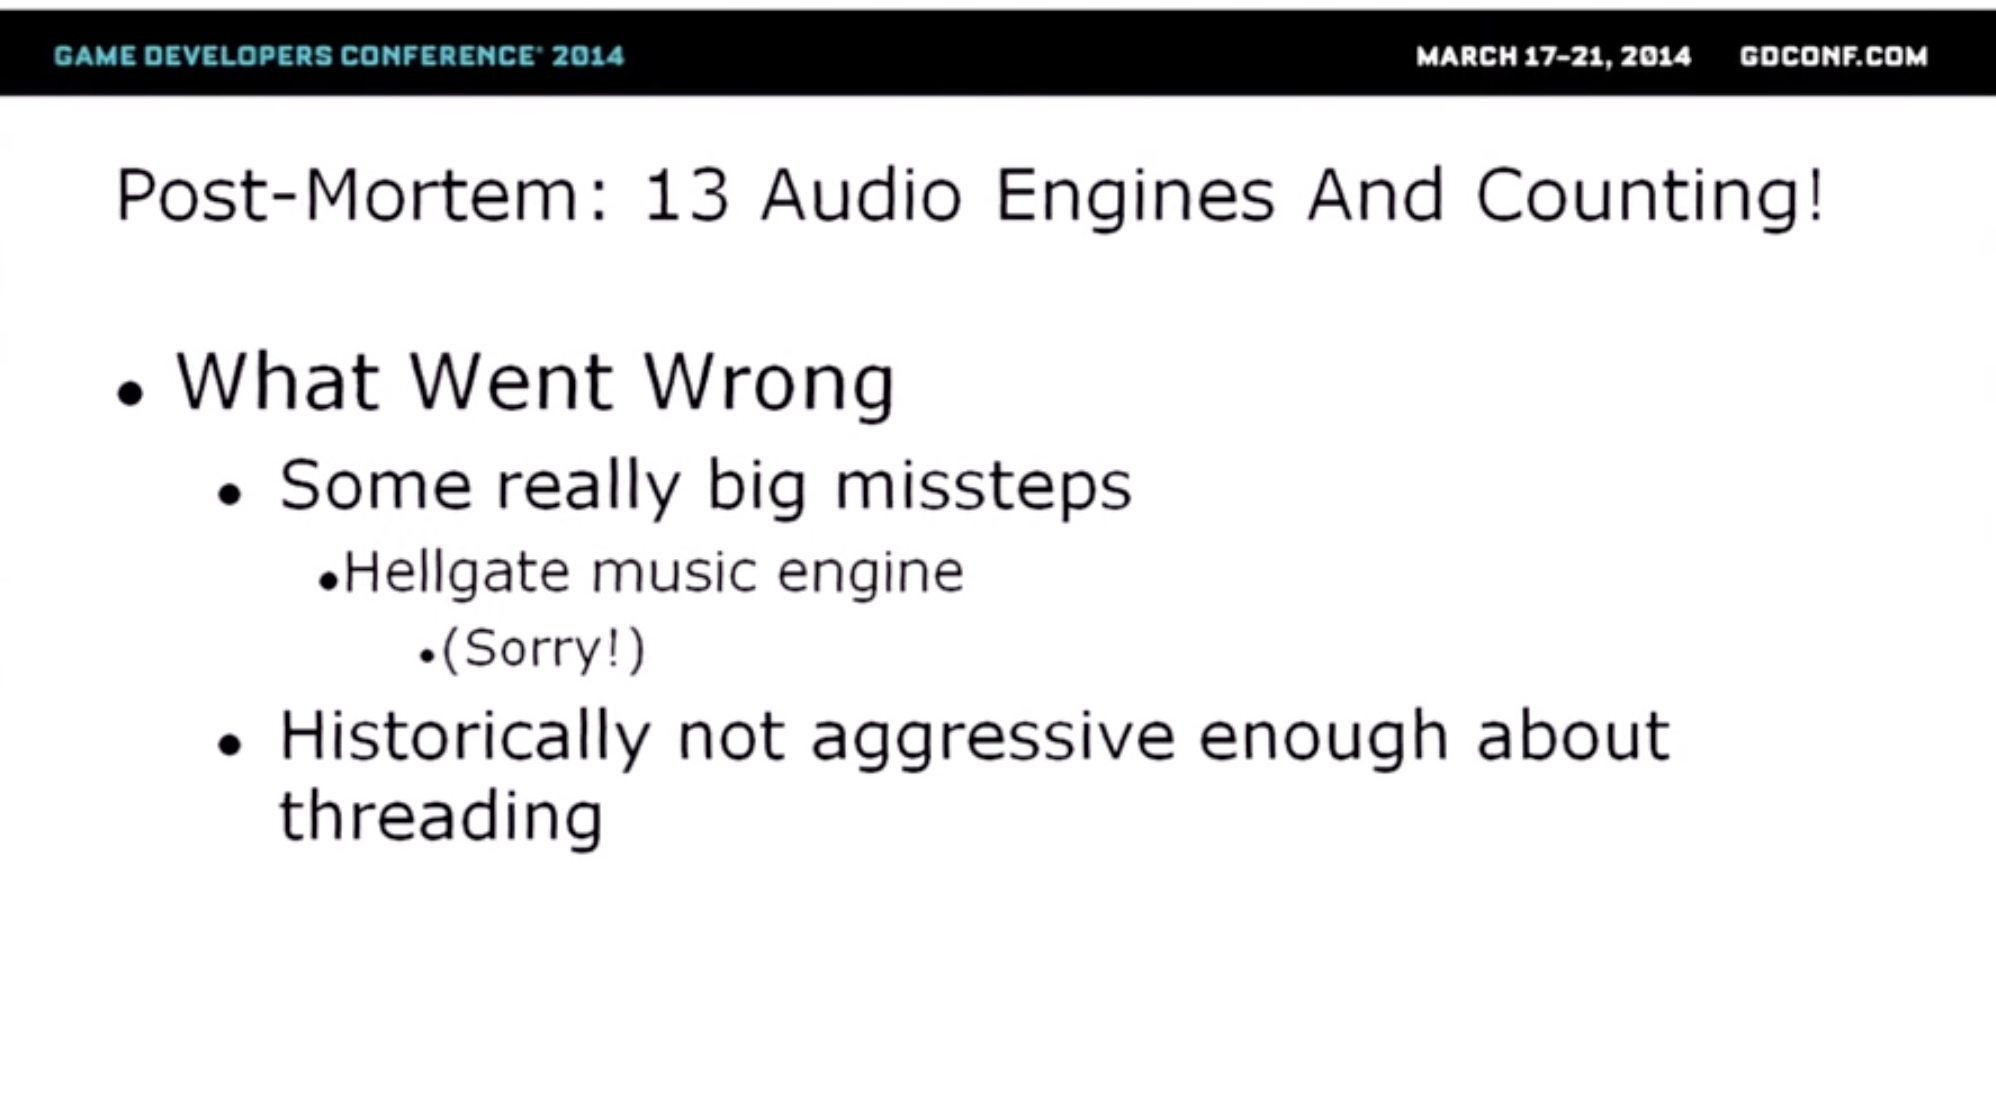 GAME DEVELOPERS CONFERENCE® 2014
MARCH 17–21, 2014 GDCONF.COM
Post-Mortem: 13 Audio Engines And Counting!
• What Went Wrong
• Some really big missteps
•Hellgate music engine
•(Sorry!)
• Historically not aggressive enough about
threading